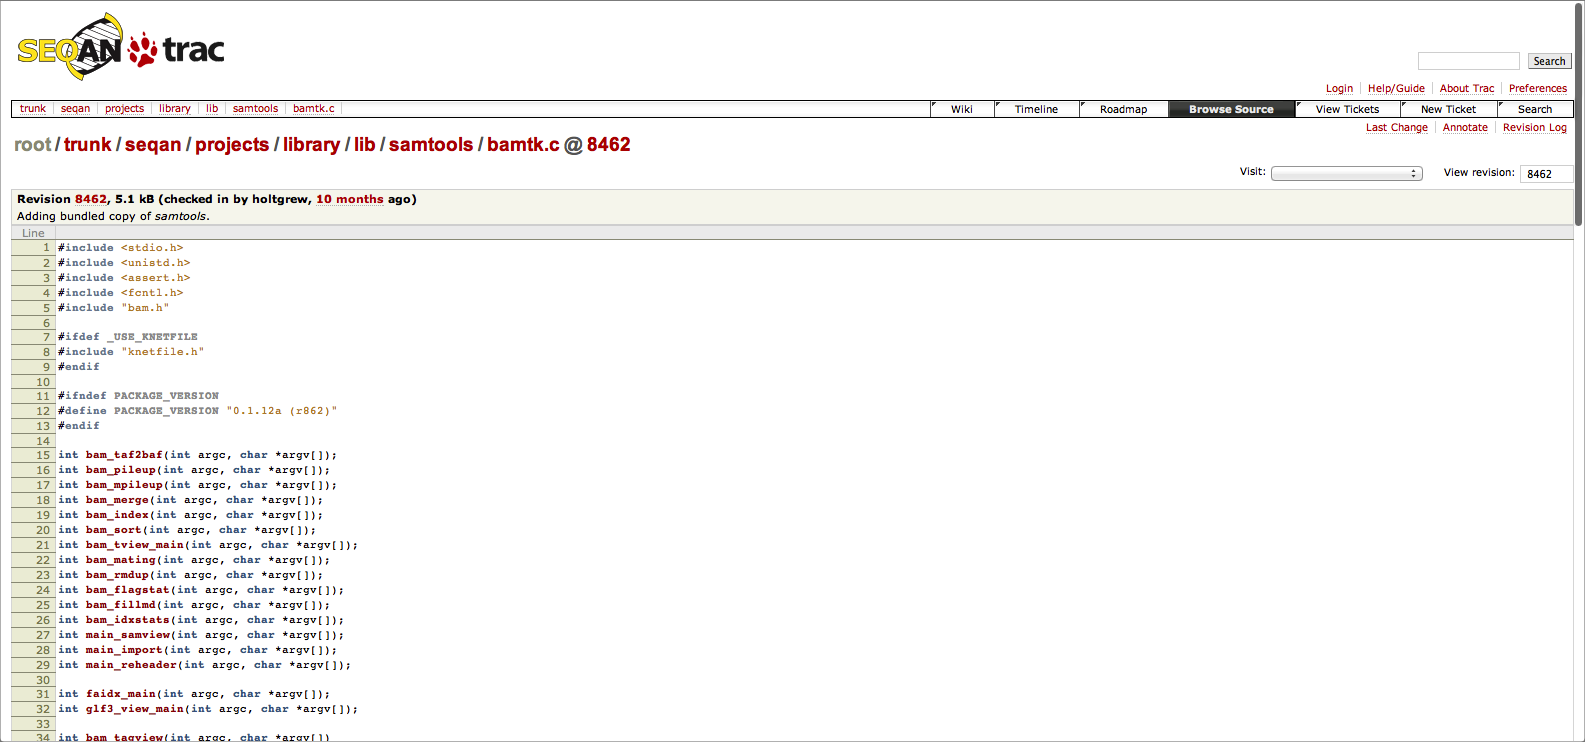 SEQAN trac
Search
Login Help/Guide About Trac Preferences
trunk seqan projects library lib samtools bamtk.c Wiki Timeline Roadmap Browse Source View Tickets New Ticket Search
Last Change Annotate Revision Log
root / trunk / seqan / projects / library / lib / samtools / bamtk.c @ 8462
Visit: View revision: 8462
Revision 8462, 5.1 kB (checked in by holtgrew, 10 months ago)
Adding bundled copy of samtools.
Line
1 #include <stdio.h>
2 #include <unistd.h>
3 #include <assert.h>
4 #include <fcntl.h>
5 #include "bam.h"
6
7 #ifdef _USE_KNETFILE
8 #include "knetfile.h"
9 #endif
10
11 #ifndef PACKAGE_VERSION
12 #define PACKAGE_VERSION "0.1.12a (r862)"
13 #endif
14
15 int bam_taf2baf(int argc, char *argv[]);
16 int bam_pileup(int argc, char *argv[]);
17 int bam_mpileup(int argc, char *argv[]);
18 int bam_merge(int argc, char *argv[]);
19 int bam_index(int argc, char *argv[]);
20 int bam_sort(int argc, char *argv[]);
21 int bam_tview_main(int argc, char *argv[]);
22 int bam_mating(int argc, char *argv[]);
23 int bam_rmdup(int argc, char *argv[]);
24 int bam_flagstat(int argc, char *argv[]);
25 int bam_fillmd(int argc, char *argv[]);
26 int bam_idxstats(int argc, char *argv[]);
27 int main_samview(int argc, char *argv[]);
28 int main_import(int argc, char *argv[]);
29 int main_reheader(int argc, char *argv[]);
30
31 int faidx_main(int argc, char *argv[]);
32 int glf3_view_main(int argc, char *argv[]);
33
34 int bam_tagview(int argc, char *argv[])